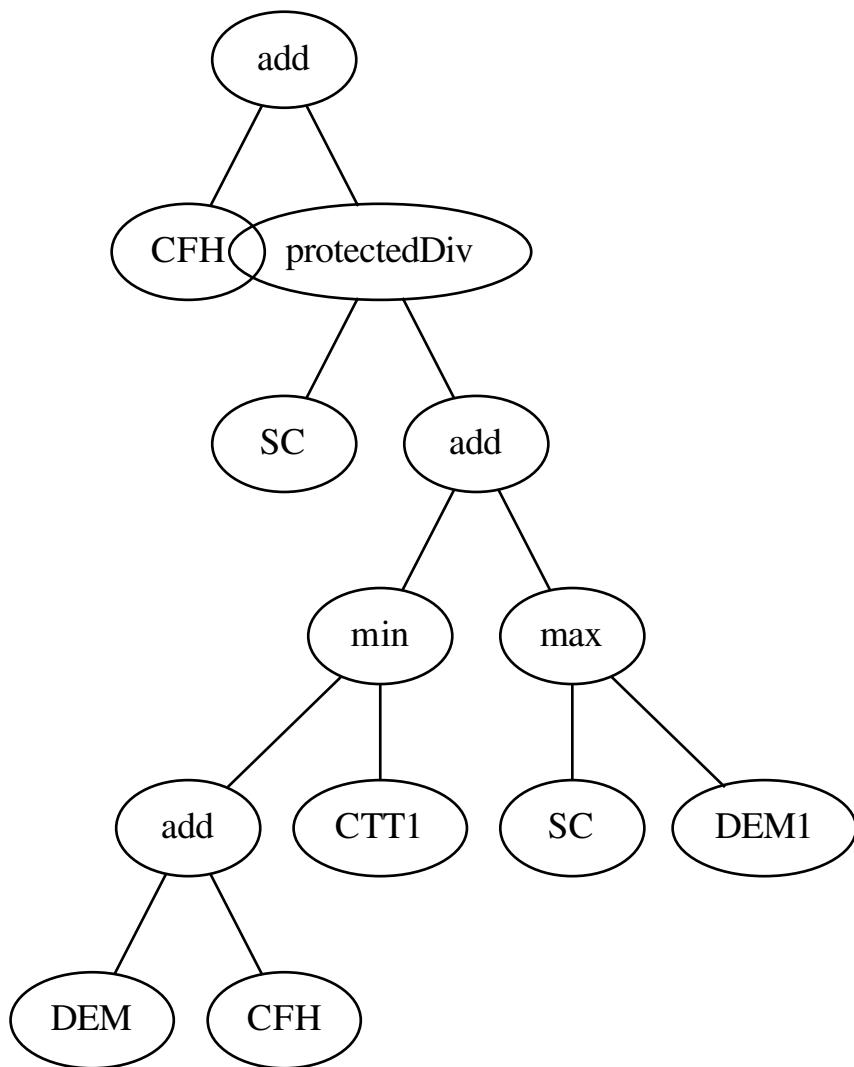 add
CFH protectedDiv
SC add
min max
add CTT1 SC DEM1
DEM CFH